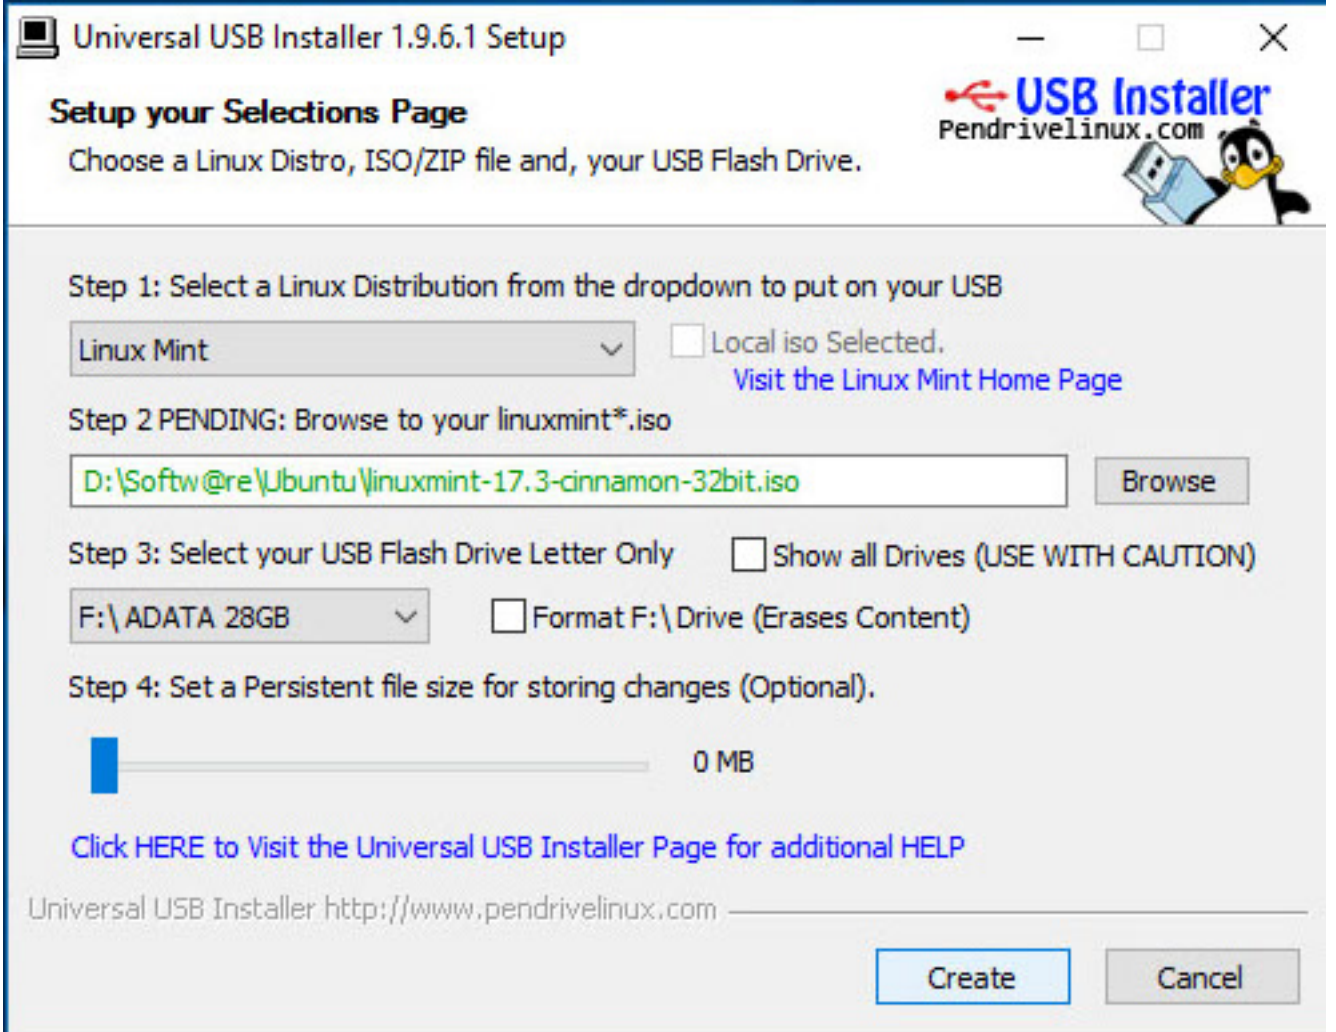 Universal USB Installer 1.9.6.1 Setup
Setup your Selections Page
Choose a Linux Distro, ISO/ZIP file and, your USB Flash Drive.
USB Installer
Pendrivelinux.com
Step 1: Select a Linux Distribution from the dropdown to put on your USB
Linux Mint
Local iso Selected.
Visit the Linux Mint Home Page
Step 2 PENDING: Browse to your linuxmint*.iso
D:\Softw@re\Ubuntu\linuxmint-17.3-cinnamon-32bit.iso
Browse
Step 3: Select your USB Flash Drive Letter Only
Show all Drives (USE WITH CAUTION)
F:\ ADATA 28GB
Format F:\ Drive (Erases Content)
Step 4: Set a Persistent file size for storing changes (Optional).
0 MB
Click HERE to Visit the Universal USB Installer Page for additional HELP
Universal USB Installer http://www.pendrivelinux.com
Create
Cancel